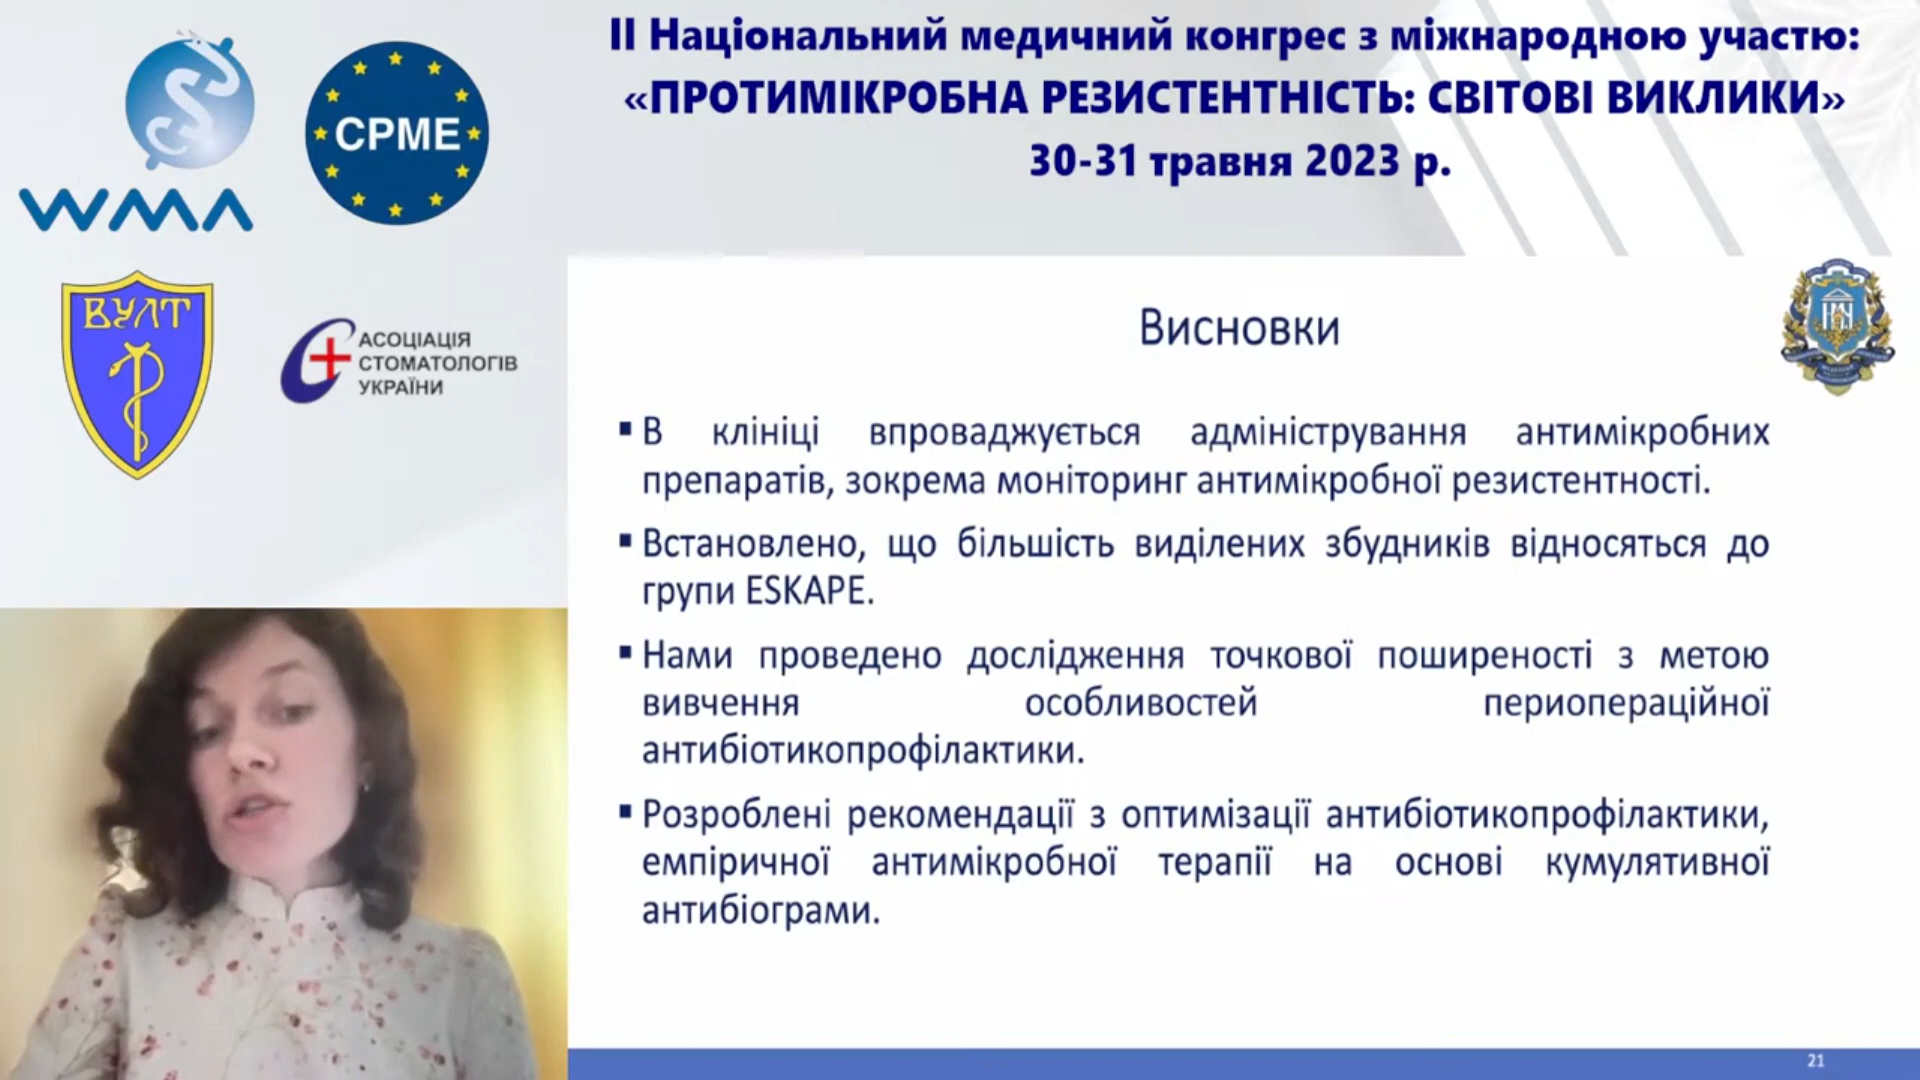 ІІ Національний медичний конгрес з міжнародною участю:
«ПРОТИМІКРОБНА РЕЗИСТЕНТНІСТЬ: СВІТОВІ ВИКЛИКИ»
30-31 травня 2023 р.
WMA
CPME
ВУЛТ
АСОЦІАЦІЯ
СТОМАТОЛОГІВ
УКРАЇНИ
Висновки
▪ В клініці впроваджується адміністрування антимікробних
препаратів, зокрема моніторинг антимікробної резистентності.
▪ Встановлено, що більшість виділених збудників відносяться до
групи ESKAPE.
▪ Нами проведено дослідження точкової поширеності з метою
вивчення особливостей периопераційної
антибіотикопрофілактики.
▪ Розроблені рекомендації з оптимізації антибіотикопрофілактики,
емпіричної антимікробної терапії на основі кумулятивної
антибіограми.
21